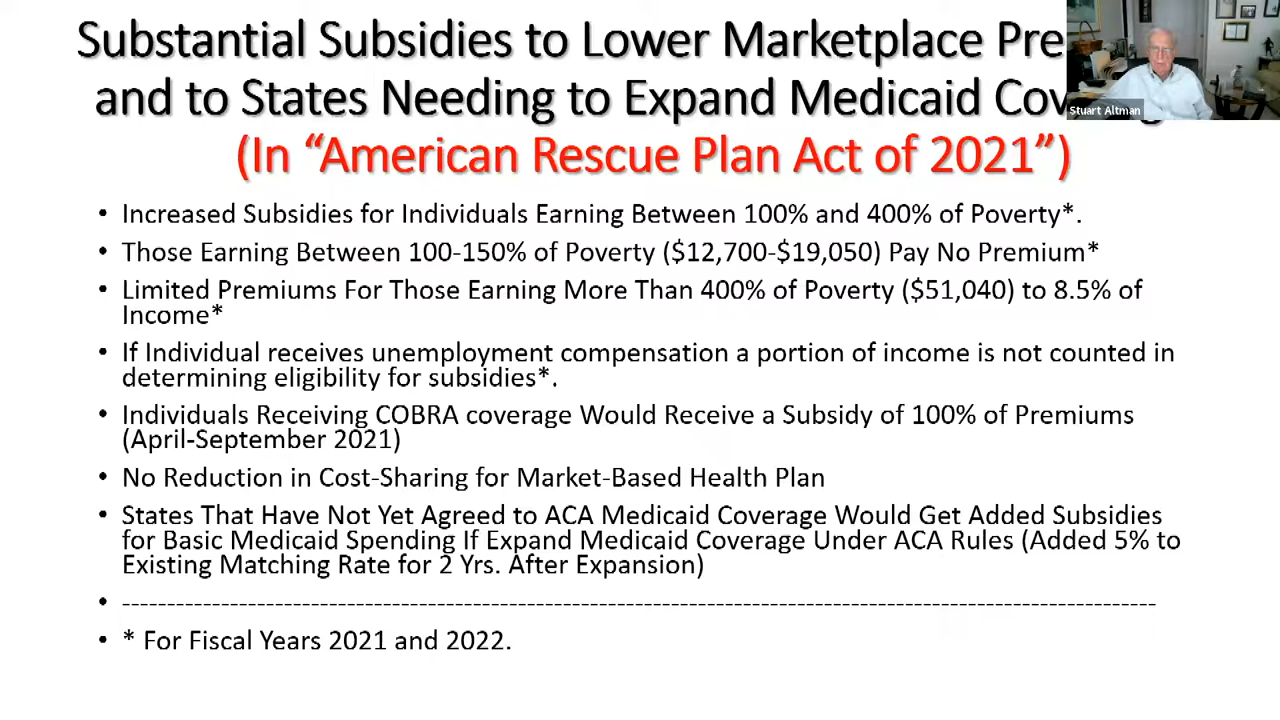 Substantial Subsidies to Lower Marketplace Pre
and to States Needing to Expand Medicaid Cov
(In “American Rescue Plan Act of 2021”)
Stuart Altman
• Increased Subsidies for Individuals Earning Between 100% and 400% of Poverty*.
• Those Earning Between 100-150% of Poverty ($12,700-$19,050) Pay No Premium*
• Limited Premiums For Those Earning More Than 400% of Poverty ($51,040) to 8.5% of
Income*
• If Individual receives unemployment compensation a portion of income is not counted in
determining eligibility for subsidies*.
• Individuals Receiving COBRA coverage Would Receive a Subsidy of 100% of Premiums
(April-September 2021)
• No Reduction in Cost-Sharing for Market-Based Health Plan
• States That Have Not Yet Agreed to ACA Medicaid Coverage Would Get Added Subsidies
for Basic Medicaid Spending If Expand Medicaid Coverage Under ACA Rules (Added 5% to
Existing Matching Rate for 2 Yrs. After Expansion)
• --------------------------------------------------------------------------------------------------------------------
• * For Fiscal Years 2021 and 2022.